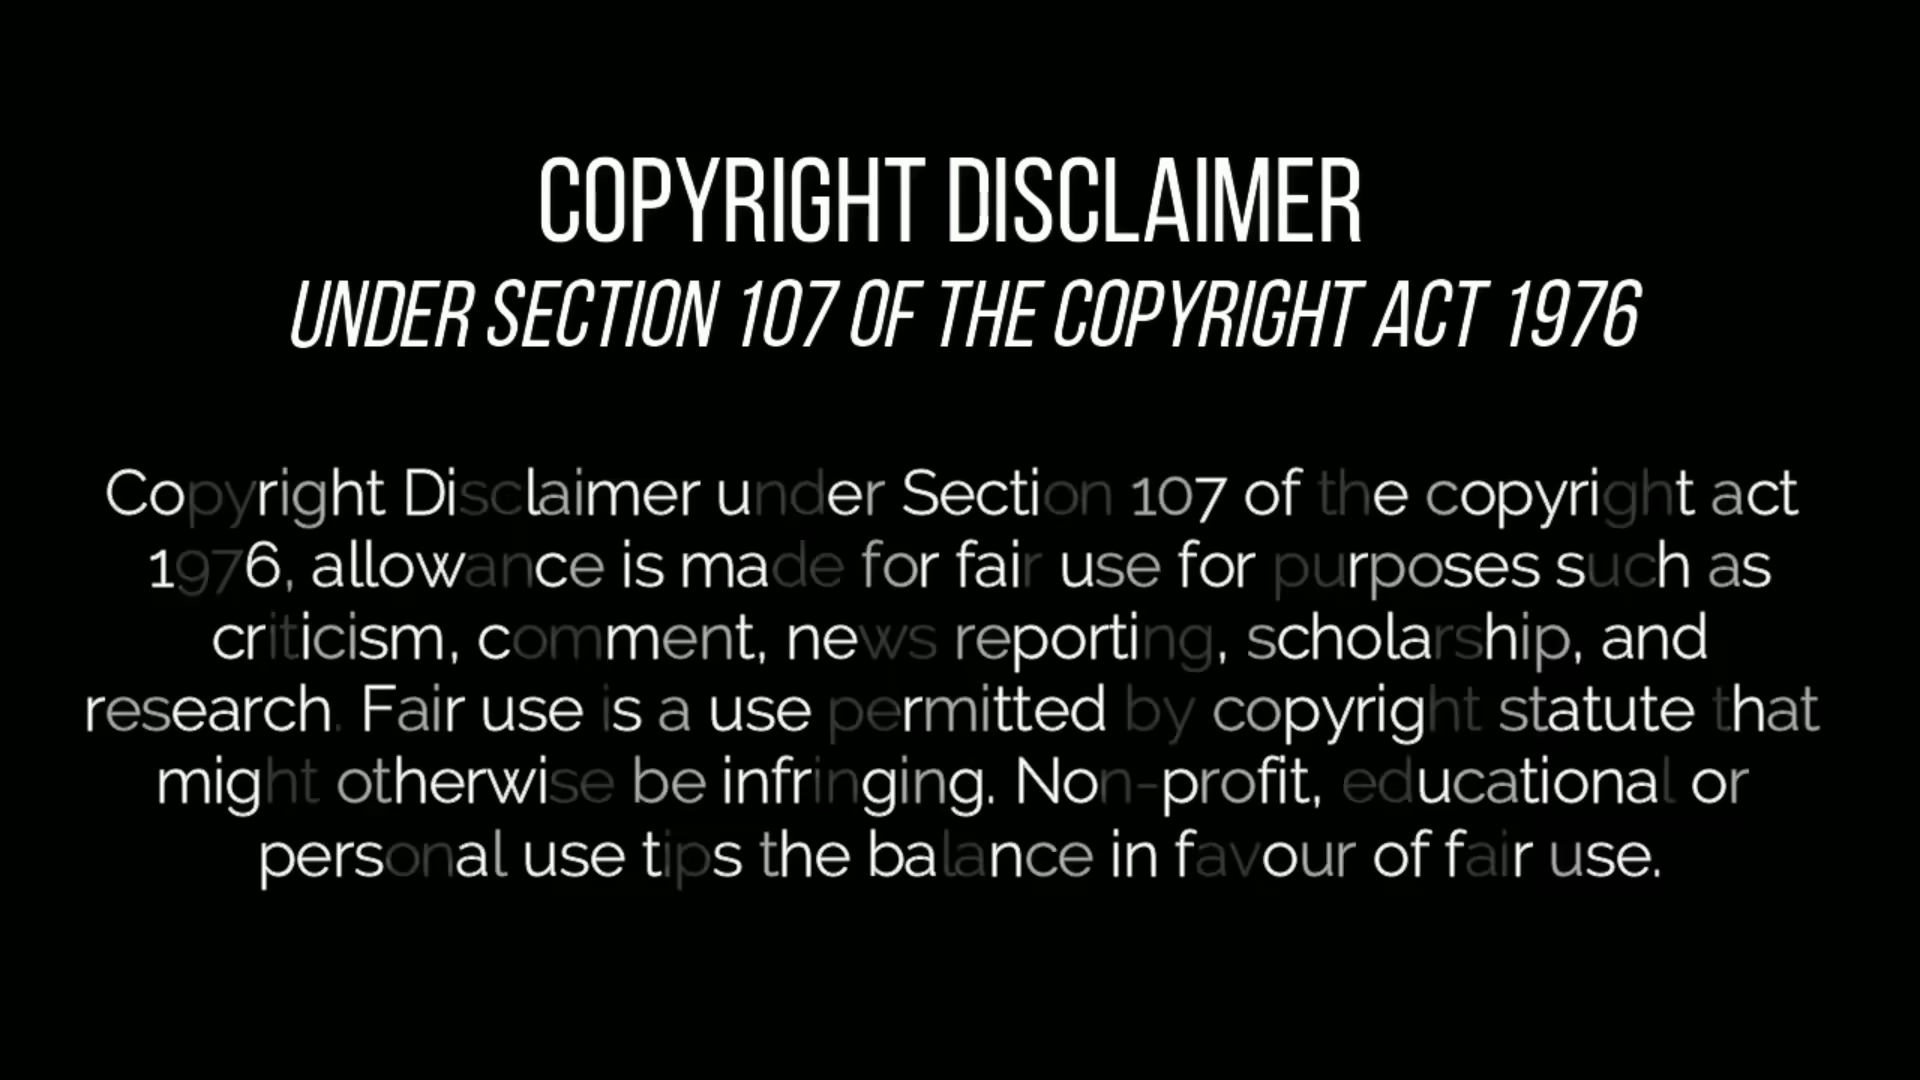 COPYRIGHT DISCLAIMER
UNDER SECTION 107 OF THE COPYRIGHT ACT 1976
Copyright Disclaimer under Section 107 of the copyright act
1976, allowance is made for fair use for purposes such as
criticism, comment, news reporting, scholarship, and
research. Fair use is a use permitted by copyright statute that
might otherwise be infringing. Non-profit, educational or
personal use tips the balance in favour of fair use.